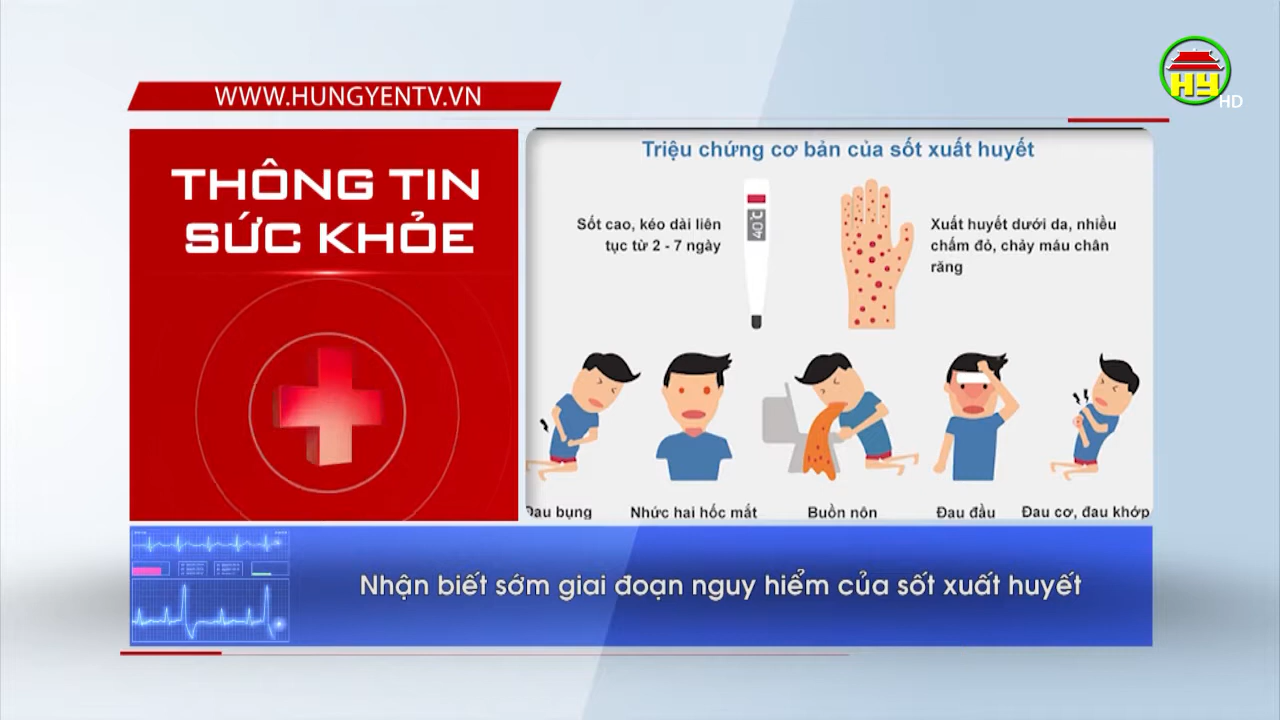 WWW.HUNGYENTV.VN
HY
HD
THÔNG TIN
SỨC KHỎE
Triệu chứng cơ bản của sốt xuất huyết
Sốt cao, kéo dài liên
tục từ 2 - 7 ngày
40°C
Xuất huyết dưới da, nhiều
chấm đỏ, chảy máu chân
răng
Đau bụng
Nhức hai hốc mắt
Buồn nôn
Đau đầu
Đau cơ, đau khớp
Nhận biết sớm giai đoạn nguy hiểm của sốt xuất huyết